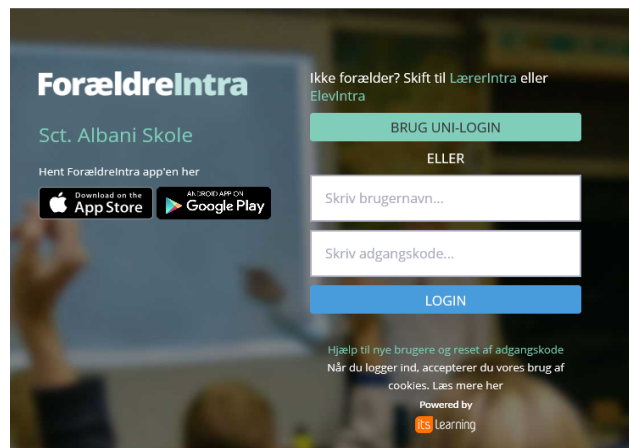 ForældreIntra
Sct. Albani Skole
Hent ForældreIntra app'en her
Download on the
App Store
ANDROID APP ON
Google Play
Ikke forælder? Skift til LærerIntra eller
ElevIntra
BRUG UNI-LOGIN
ELLER
Skriv brugernavn...
Skriv adgangskode...
LOGIN
Hjælp til nye brugere og reset af adgangskode
Når du logger ind, accepterer du vores brug af
cookies. Læs mere her
Powered by
its learning